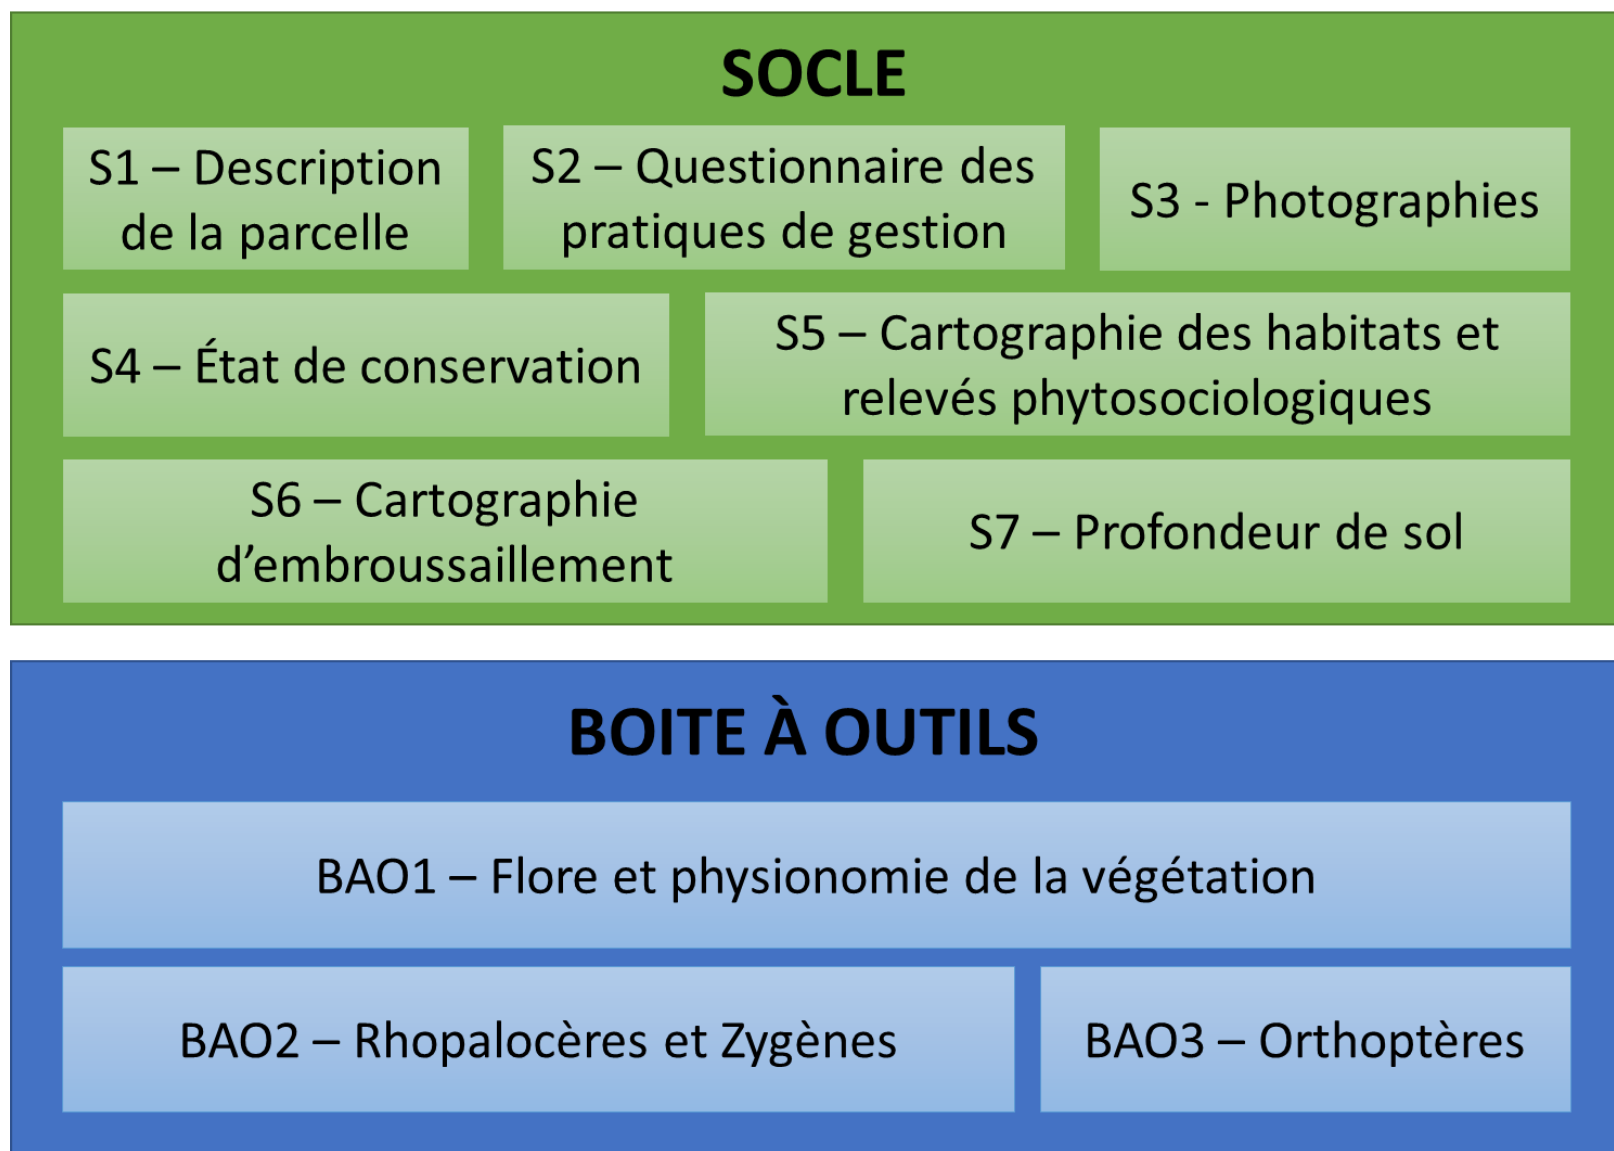 SOCLE
S1 – Description
de la parcelle
S2 – Questionnaire des
pratiques de gestion
S3 - Photographies
S4 – État de conservation
S5 – Cartographie des habitats et
relevés phytosociologiques
S6 – Cartographie
d’embroussaillement
S7 – Profondeur de sol
BOITE À OUTILS
BAO1 – Flore et physionomie de la végétation
BAO2 – Rhopalocères et Zygènes
BAO3 – Orthoptères